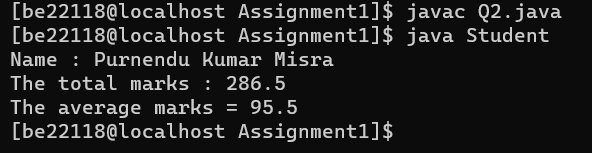 [be22118@localhost Assignment1]$ javac Q2.java
[be22118@localhost Assignment1]$ java Student
Name : Purnendu Kumar Misra
The total marks : 286.5
The average marks = 95.5
[be22118@localhost Assignment1]$